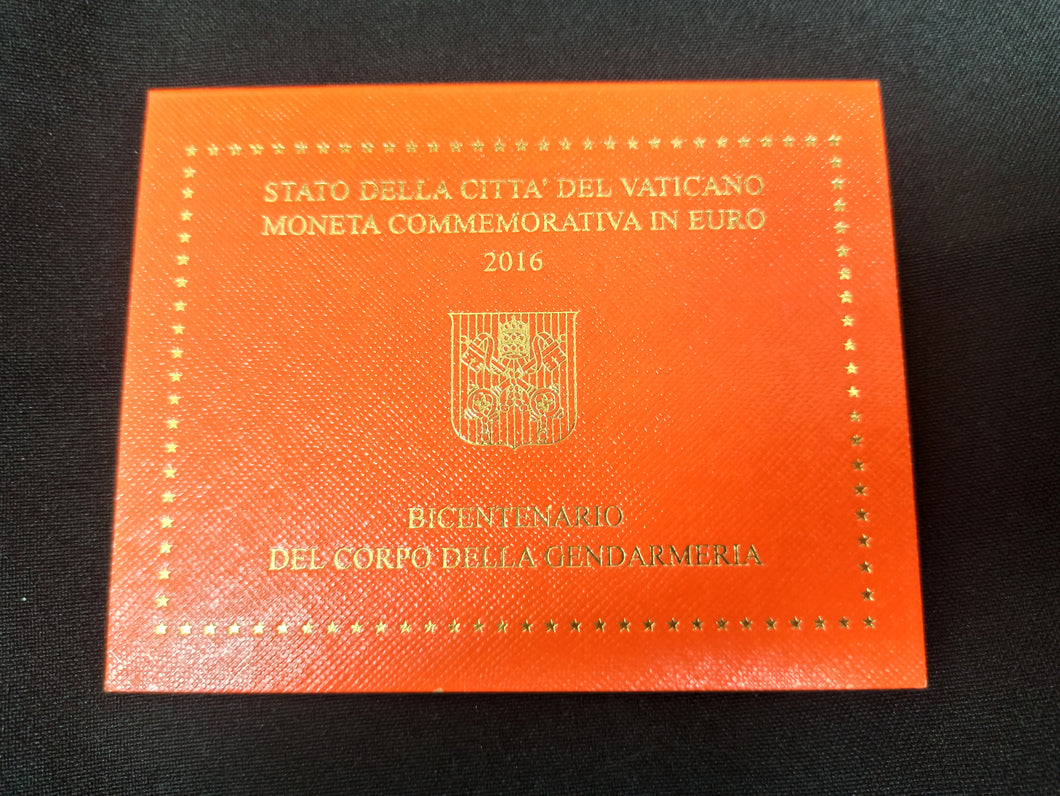 STATO DELLA CITTA' DEL VATICANO
MONETA COMMEMORATIVA IN EURO
2016
BICENTENARIO
DEL CORPO DELLA GENDARMERIA